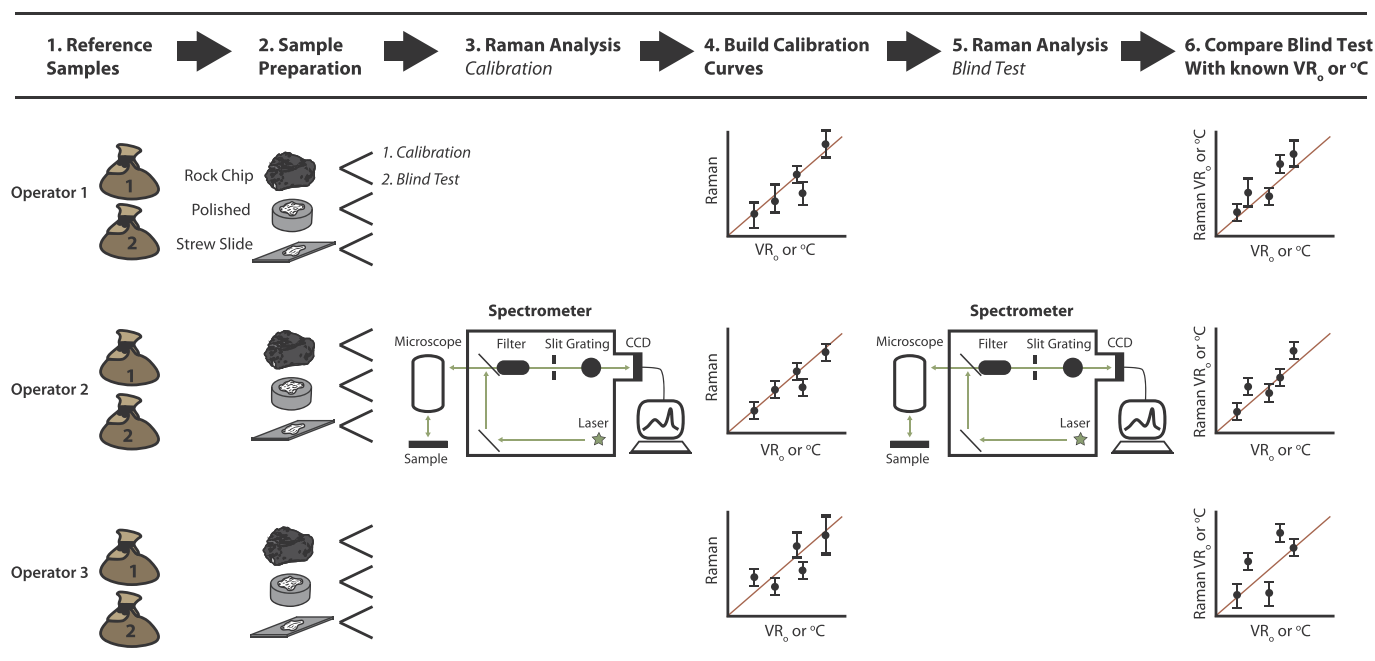 1. Reference
Samples
2. Sample
Preparation
3. Raman Analysis
Calibration
4. Build Calibration
Curves
5. Raman Analysis
Blind Test
6. Compare Blind Test
With known VRo or ºC
Operator 1
1
2
Rock Chip
Polished
Strew Slide
1. Calibration
2. Blind Test
Raman
VRo or ºC
Raman VRo or ºC
VRo or ºC
Operator 2
1
2
Spectrometer
Microscope
Filter
Slit Grating
CCD
Laser
Sample
Raman
VRo or ºC
Spectrometer
Microscope
Filter
Slit Grating
CCD
Laser
Sample
Raman VRo or ºC
VRo or ºC
Operator 3
1
2
Raman
VRo or ºC
Raman VRo or ºC
VRo or ºC